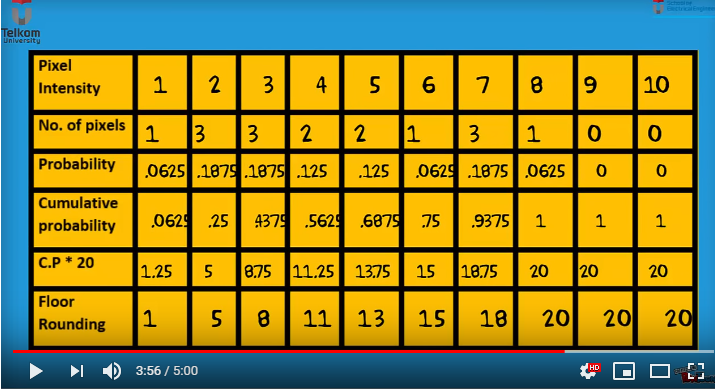 Telkom
University
Pixel
Intensity 1 2 3 4 5 6 7 8 9 10
No. of pixels 1 3 3 2 2 1 3 1 0 0
Probability .0625 .1875 .1875 .125 .125 .0625 .1875 .0625 0 0
Cumulative
probability .0625 .25 .4375 .5625 .6875 .75 .9375 1 1 1
C.P * 20 1.25 5 8.75 11.25 13.75 15 18.75 20 20 20
Floor
Rounding 1 5 8 11 13 15 18 20 20 20
3:56 / 5:00
HD